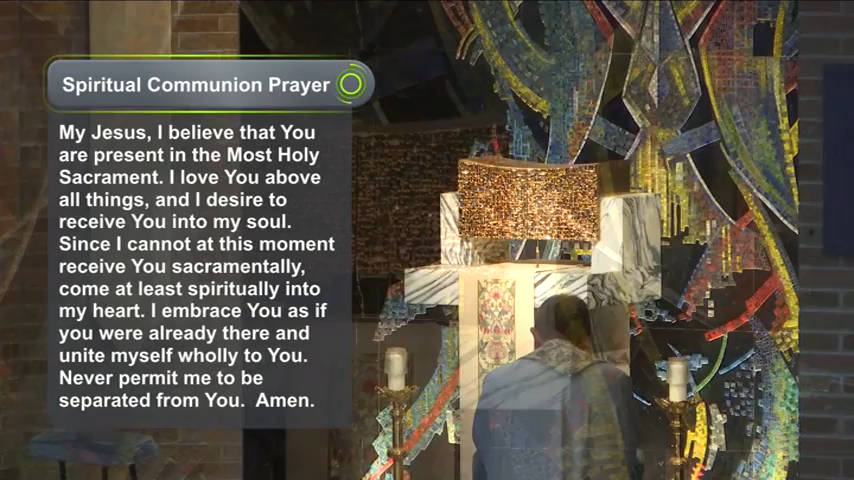 Spiritual Communion Prayer
My Jesus, I believe that You
are present in the Most Holy
Sacrament. I love You above
all things, and I desire to
receive You into my soul.
Since I cannot at this moment
receive You sacramentally,
come at least spiritually into
my heart. I embrace You as if
you were already there and
unite myself wholly to You.
Never permit me to be
separated from You.  Amen.